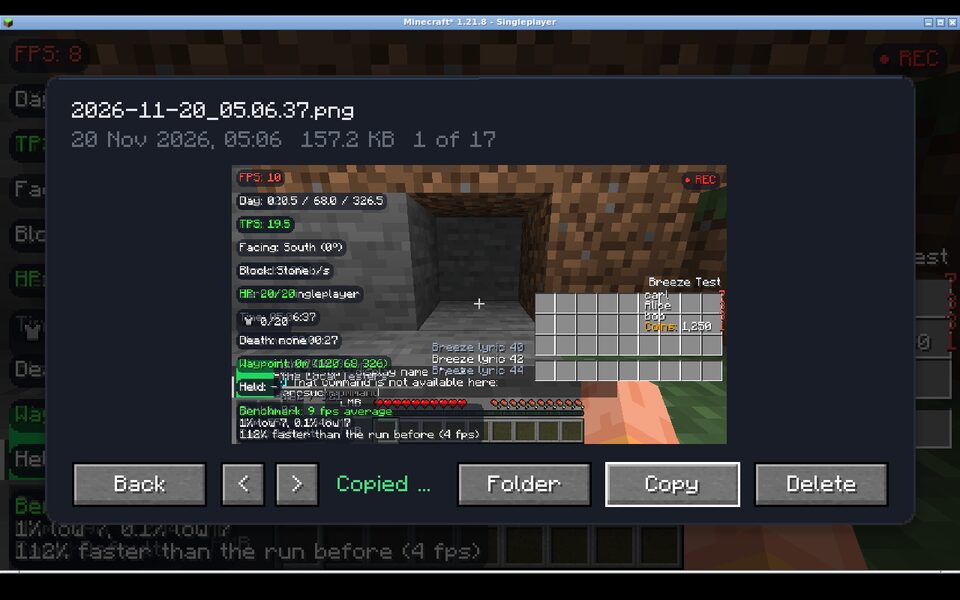 Minecraft* 1.21.8 - Singleplayer
FPS: 8
REC
2026-11-20_05.06.37.png
20 Nov 2026, 05:06 157.2 KB 1 of 17
FPS: 10
REC
Day:
/ 68.0 / 326.5
TPS: 19.5
Facing: South (0°)
Block: Stone
HP: 20/20
ngleplayer
6:37
0/20
Death: none
00:27
Waypoint:
(120 68 326)
Held: -
That command is not available here:
Breeze Test
carl
Alice
bob
Coins: 1,250
Breeze lyric 43
Breeze lyric 42
Breeze lyric 44
Benchmark: 9 fps average
1% low 7, 0.1% low 7
112% faster than the run before (4 fps)
Back
<
>
Copied ...
Folder
Copy
Delete
1% low 7, 0.1% low 7
112% faster than the run before (4 fps)